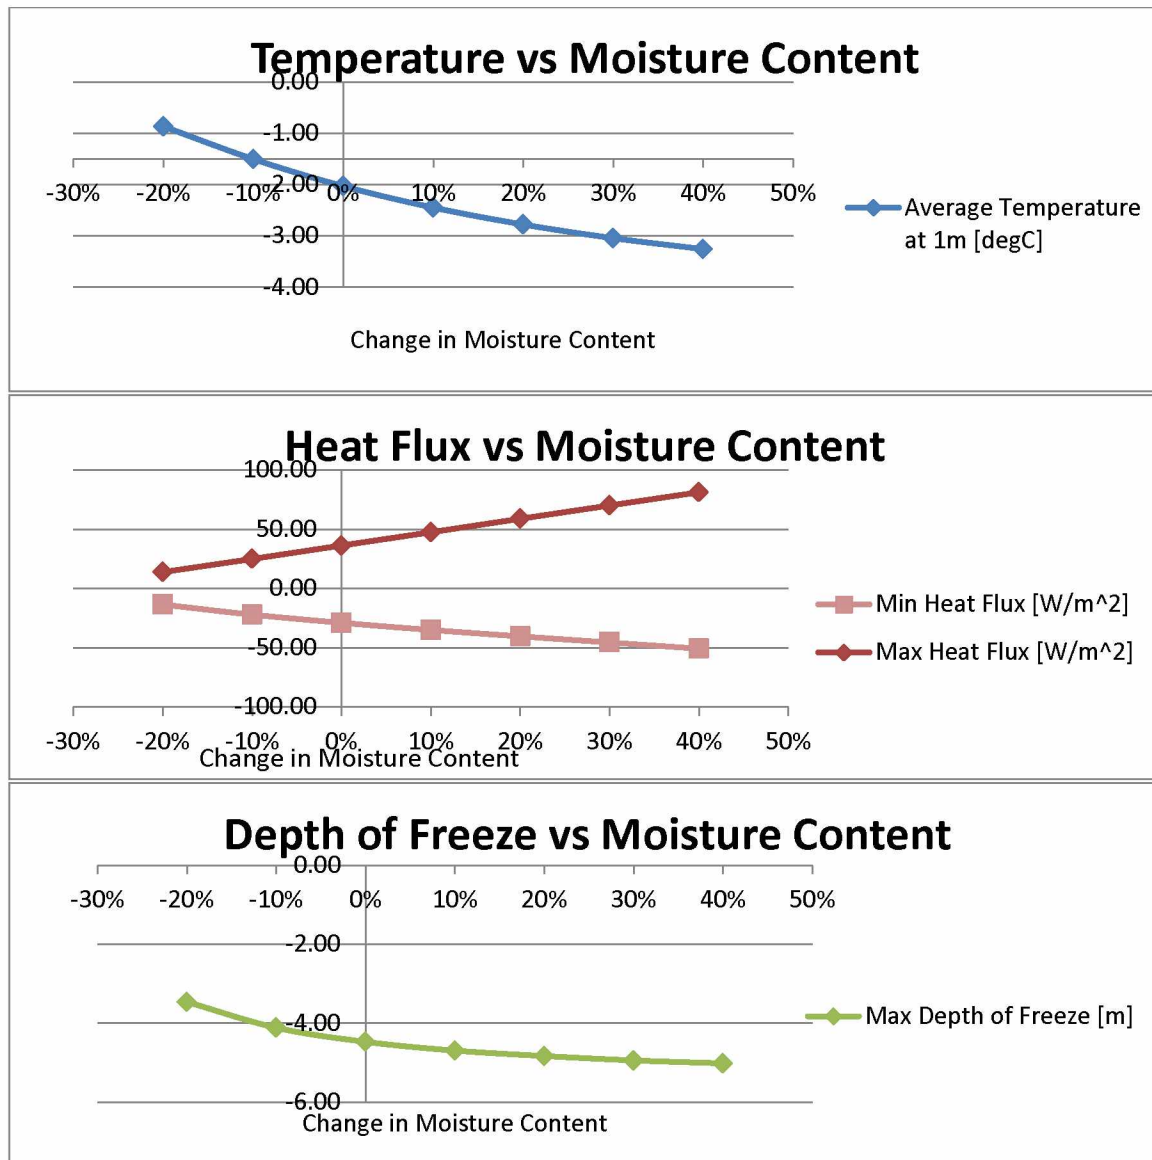 Temperature vs Moisture Content
0.00
-1.00
-2.00
-30% -20% -10% 0% 10% 20% 30% 40% 50%
-3.00
-4.00
Average Temperature
at 1m [degC]
Change in Moisture Content
Heat Flux vs Moisture Content
100.00
50.00
0.00
-50.00
-100.00
-30% -20% -10% 0% 10% 20% 30% 40% 50%
Change in Moisture Content
Min Heat Flux [W/m^2]
Max Heat Flux [W/m^2]
Depth of Freeze vs Moisture Content
0.00
-30% -20% -10% 0% 10% 20% 30% 40% 50%
-2.00
-4.00
-6.00
Max Depth of Freeze [m]
Change in Moisture Content